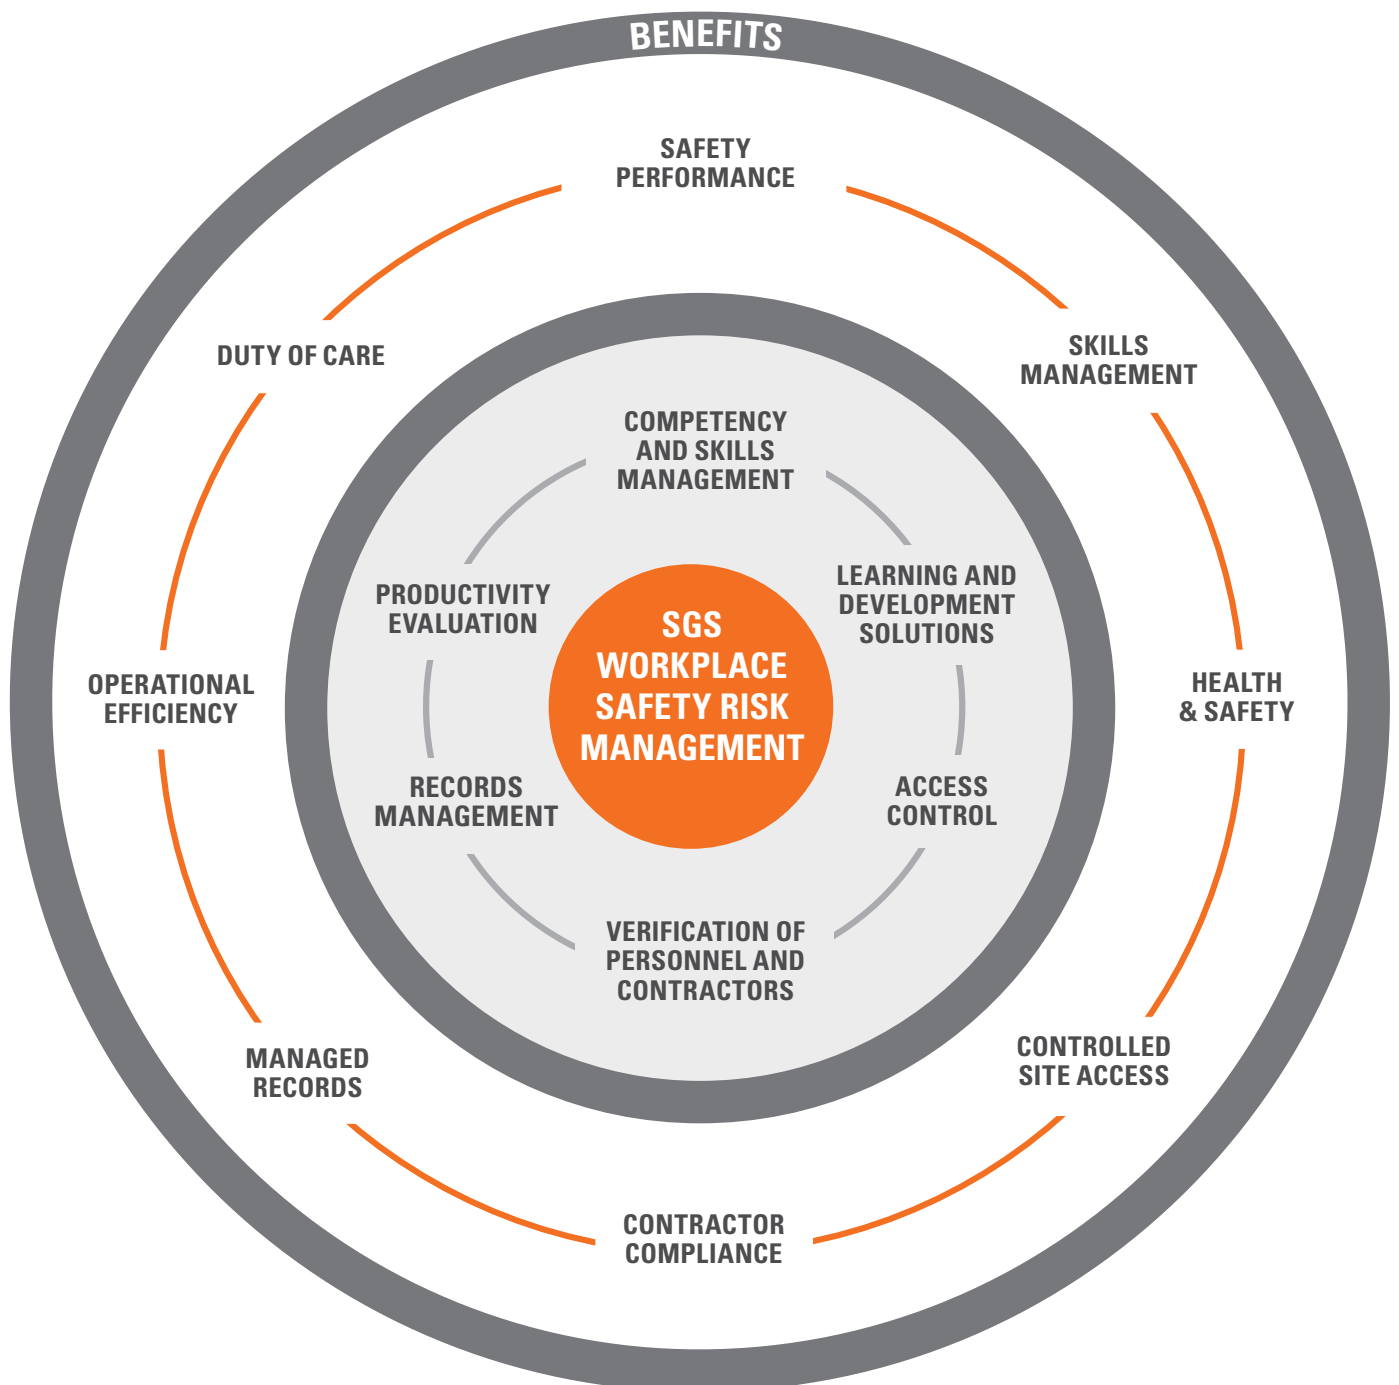 BENEFITS
SAFETY
PERFORMANCE
SKILLS
MANAGEMENT
HEALTH
& SAFETY
CONTROLLED
SITE ACCESS
CONTRACTOR
COMPLIANCE
MANAGED
RECORDS
OPERATIONAL
EFFICIENCY
DUTY OF CARE
COMPETENCY
AND SKILLS
MANAGEMENT
LEARNING AND
DEVELOPMENT
SOLUTIONS
ACCESS
CONTROL
VERIFICATION OF
PERSONNEL AND
CONTRACTORS
RECORDS
MANAGEMENT
PRODUCTIVITY
EVALUATION
SGS
WORKPLACE
SAFETY RISK
MANAGEMENT